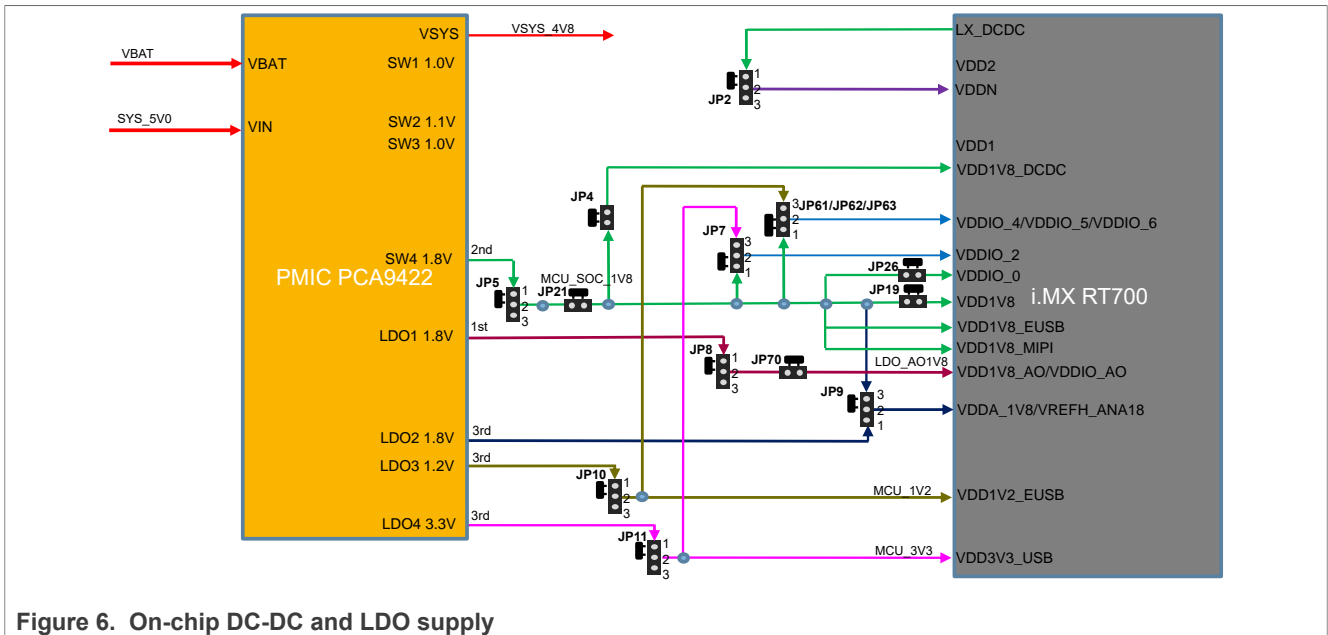 VSYS
VSYS_4V8
LX_DCDC
VBAT
VBAT
SW1 1.0V
VDD2
1
2
3
JP2
VDDN
SYS_5V0
VIN
SW2 1.1V
SW3 1.0V
VDD1
VDD1V8_DCDC
JP4
3
2
1
JP61/JP62/JP63
VDDIO_4/VDDIO_5/VDDIO_6
JP7
3
2
1
SW4 1.8V
2nd
VDDIO_2
JP26
VDDIO_0
PMIC PCA9422
JP5
1
2
3
JP21
MCU_SOC_1V8
JP19
VDD1V8
i.MX RT700
VDD1V8_EUSB
LDO1 1.8V
1st
VDD1V8_MIPI
JP8
1
2
3
JP70
LDO_AO1V8
VDD1V8_AO/VDDIO_AO
JP9
3
2
1
VDDA_1V8/VREFH_ANA18
LDO2 1.8V
3rd
LDO3 1.2V
3rd
JP10
1
2
3
MCU_1V2
VDD1V2_EUSB
LDO4 3.3V
3rd
JP11
1
2
3
MCU_3V3
VDD3V3_USB
Figure 6. On-chip DC-DC and LDO supply